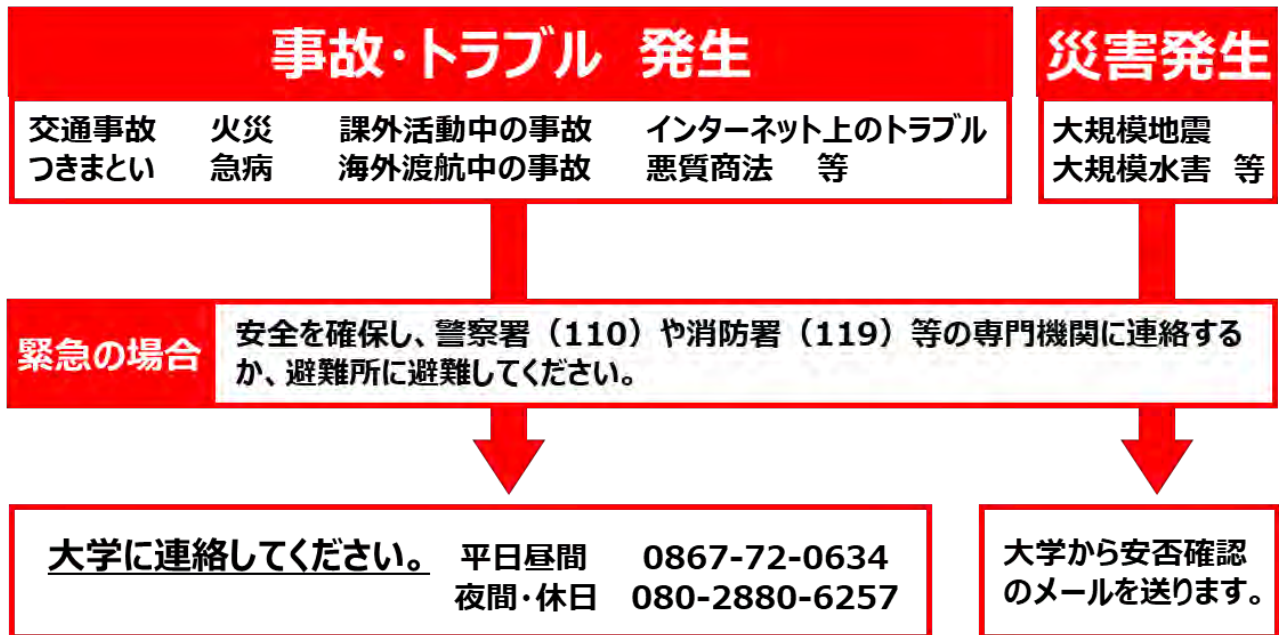 事故・トラブル 発生
交通事故 火災 課外活動中の事故 インターネット上のトラブル
つきまとい 急病 海外渡航中の事故 悪質商法 等
災害発生
大規模地震
大規模水害 等
緊急の場合
安全を確保し、警察署（110）や消防署（119）等の専門機関に連絡する
か、避難所に避難してください。
大学に連絡してください。 平日昼間 0867-72-0634
夜間・休日 080-2880-6257
大学から安否確認
のメールを送ります。